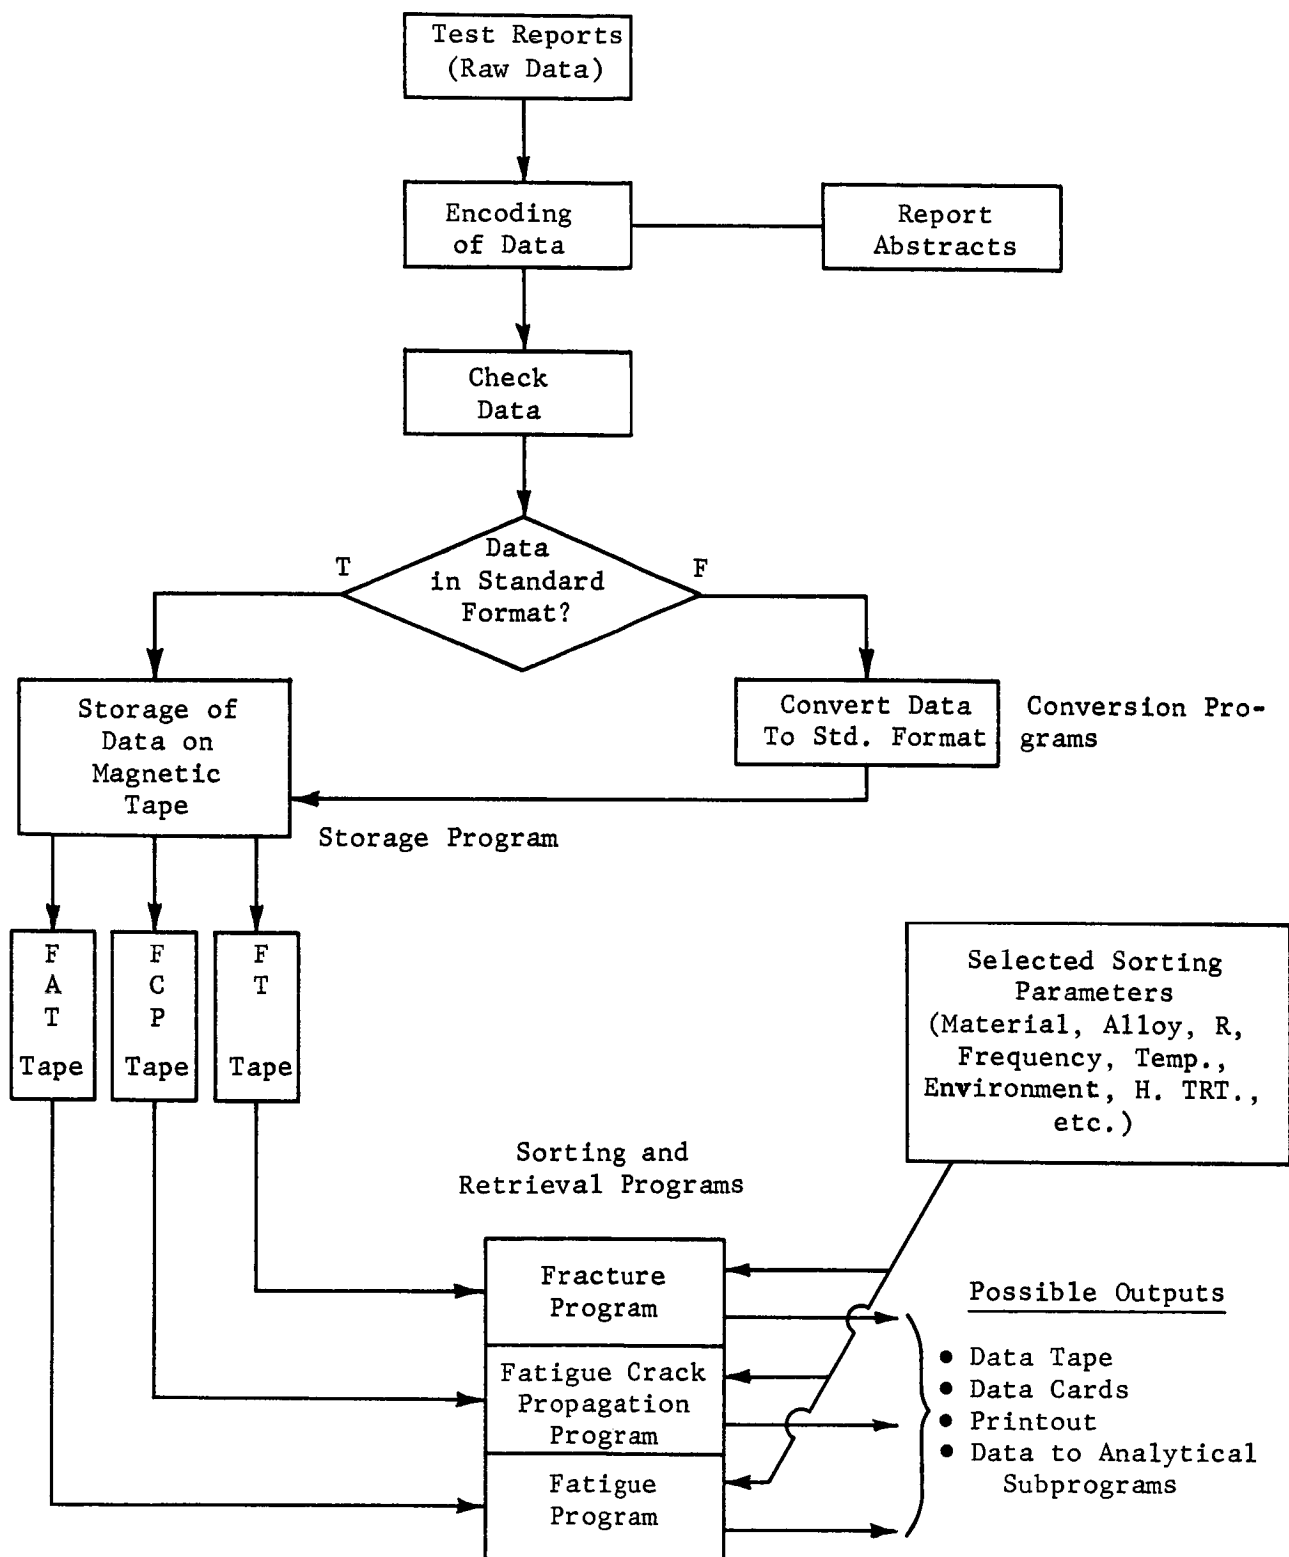 Test Reports
(Raw Data)
Encoding
of Data
Report
Abstracts
Check
Data
T
Data
in Standard
Format?
F
Storage of
Data on
Magnetic
Tape
Convert Data
To Std. Format
Conversion Pro-
grams
Storage Program
F
A
T
Tape
F
C
P
Tape
F
T
Tape
Selected Sorting
Parameters
(Material, Alloy, R,
Frequency, Temp.,
Environment, H. TRT.,
etc.)
Sorting and
Retrieval Programs
Fracture
Program
Fatigue Crack
Propagation
Program
Fatigue
Program
Possible Outputs
• Data Tape
• Data Cards
• Printout
• Data to Analytical
Subprograms